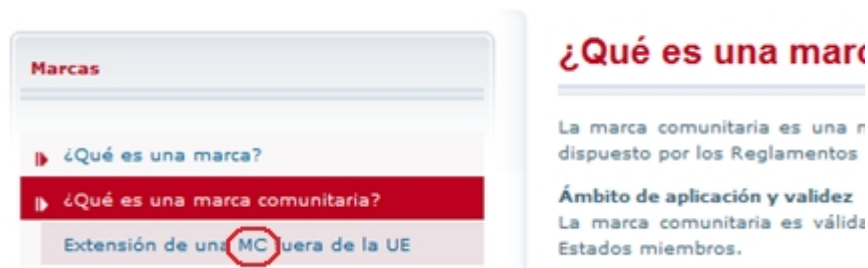 Marcas
¿Qué es una marca?
¿Qué es una marca comunitaria?
Extensión de una MC fuera de la UE
¿Qué es una
La marca comunitaria es una
dispuesto por los Reglamentos
Ámbito de aplicación y validez
La marca comunitaria es
Estados miembros.